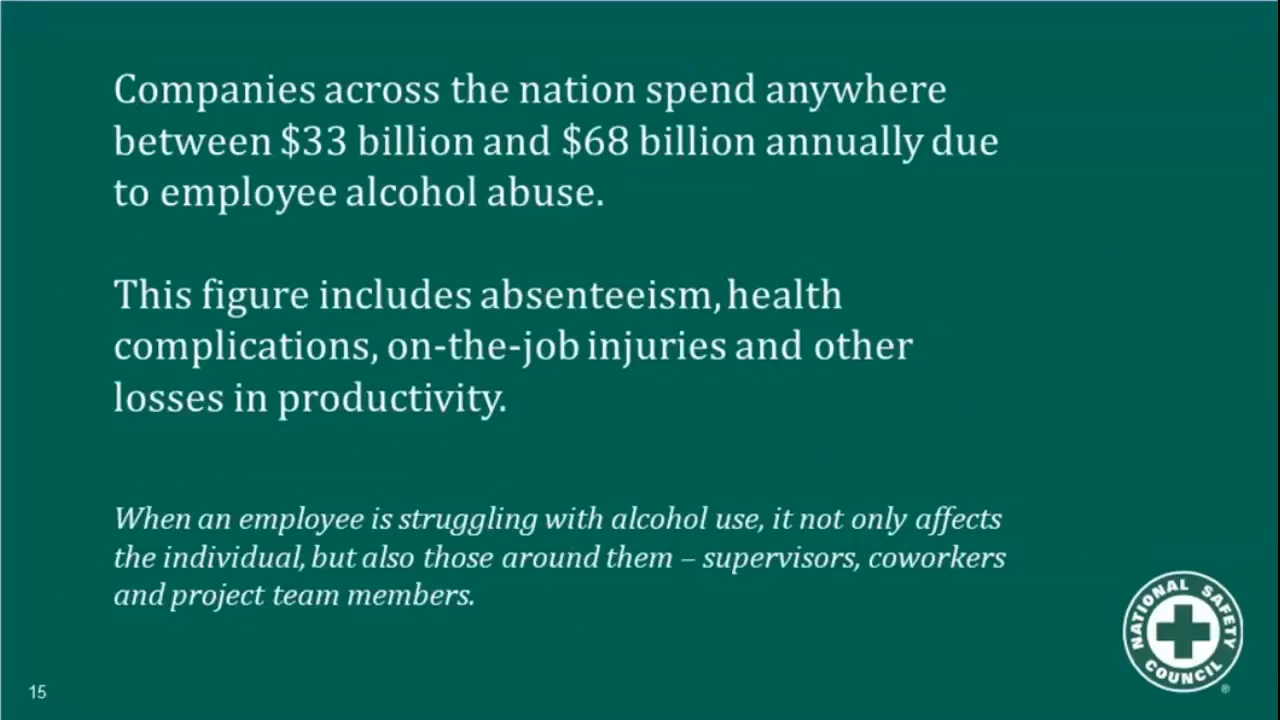 Companies across the nation spend anywhere
between $33 billion and $68 billion annually due
to employee alcohol abuse.
This figure includes absenteeism, health
complications, on-the-job injuries and other
losses in productivity.
When an employee is struggling with alcohol use, it not only affects
the individual, but also those around them – supervisors, coworkers
and project team members.
NATIONAL SAFETY
COUNCIL
®
15